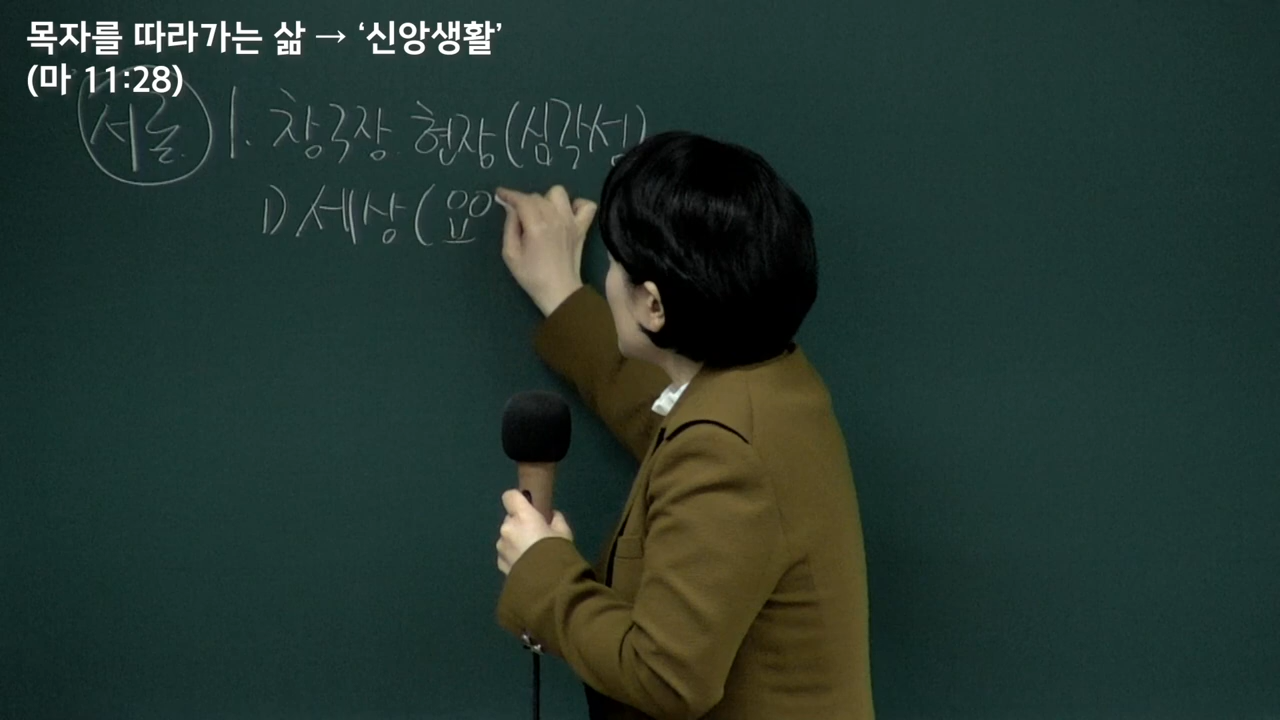 목자를 따라가는 삶 → ‘신앙생활’
(마 11:28)
서론 1. 창3장 현장(심각성)
1) 세상(요